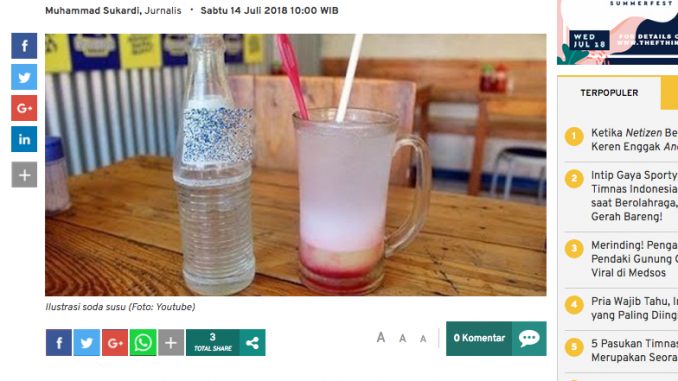 Muhammad Sukardi, Jurnalis · Sabtu 14 Juli 2018 10:00 WIB
SUMMERFEST
WED
JUL 18
FOR DETAILS
f
G+
in
+
Ilustrasi soda susu (Foto: Youtube)
f
G+
+
3
TOTAL SHARE
A A A
0 Komentar
TERPOPULER
1
Ketika Netizen Be
Keren Enggak An
2
Intip Gaya Sporty
Timnas Indonesia
saat Berolahraga,
Gerah Bareng!
3
Merinding! Penga
Pendaki Gunung
Viral di Medsos
4
Pria Wajib Tahu, I
yang Paling Diing
5
5 Pasukan Timnas
Merupakan Seora